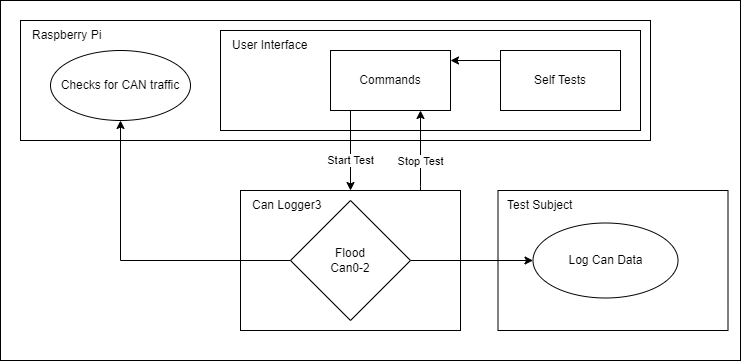 Raspberry Pi
User Interface
Checks for CAN traffic
Commands
Self Tests
Start Test
Stop Test
Can Logger3
Test Subject
Flood
Can0-2
Log Can Data